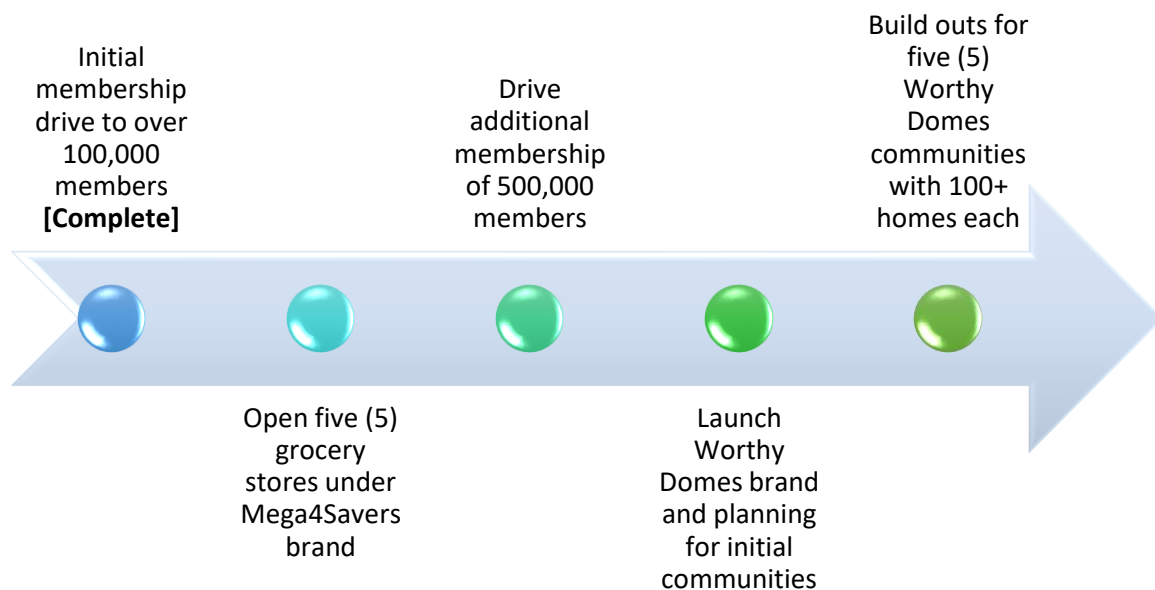 Initial
membership
drive to over
100,000
members
[Complete]
Open five (5)
grocery
stores under
Mega4Savers
brand
Drive
additional
membership
of 500,000
members
Launch
Worthy
Domes brand
and planning
for initial
communities
Build outs for
five (5)
Worthy
Domes
communities
with 100+
homes each